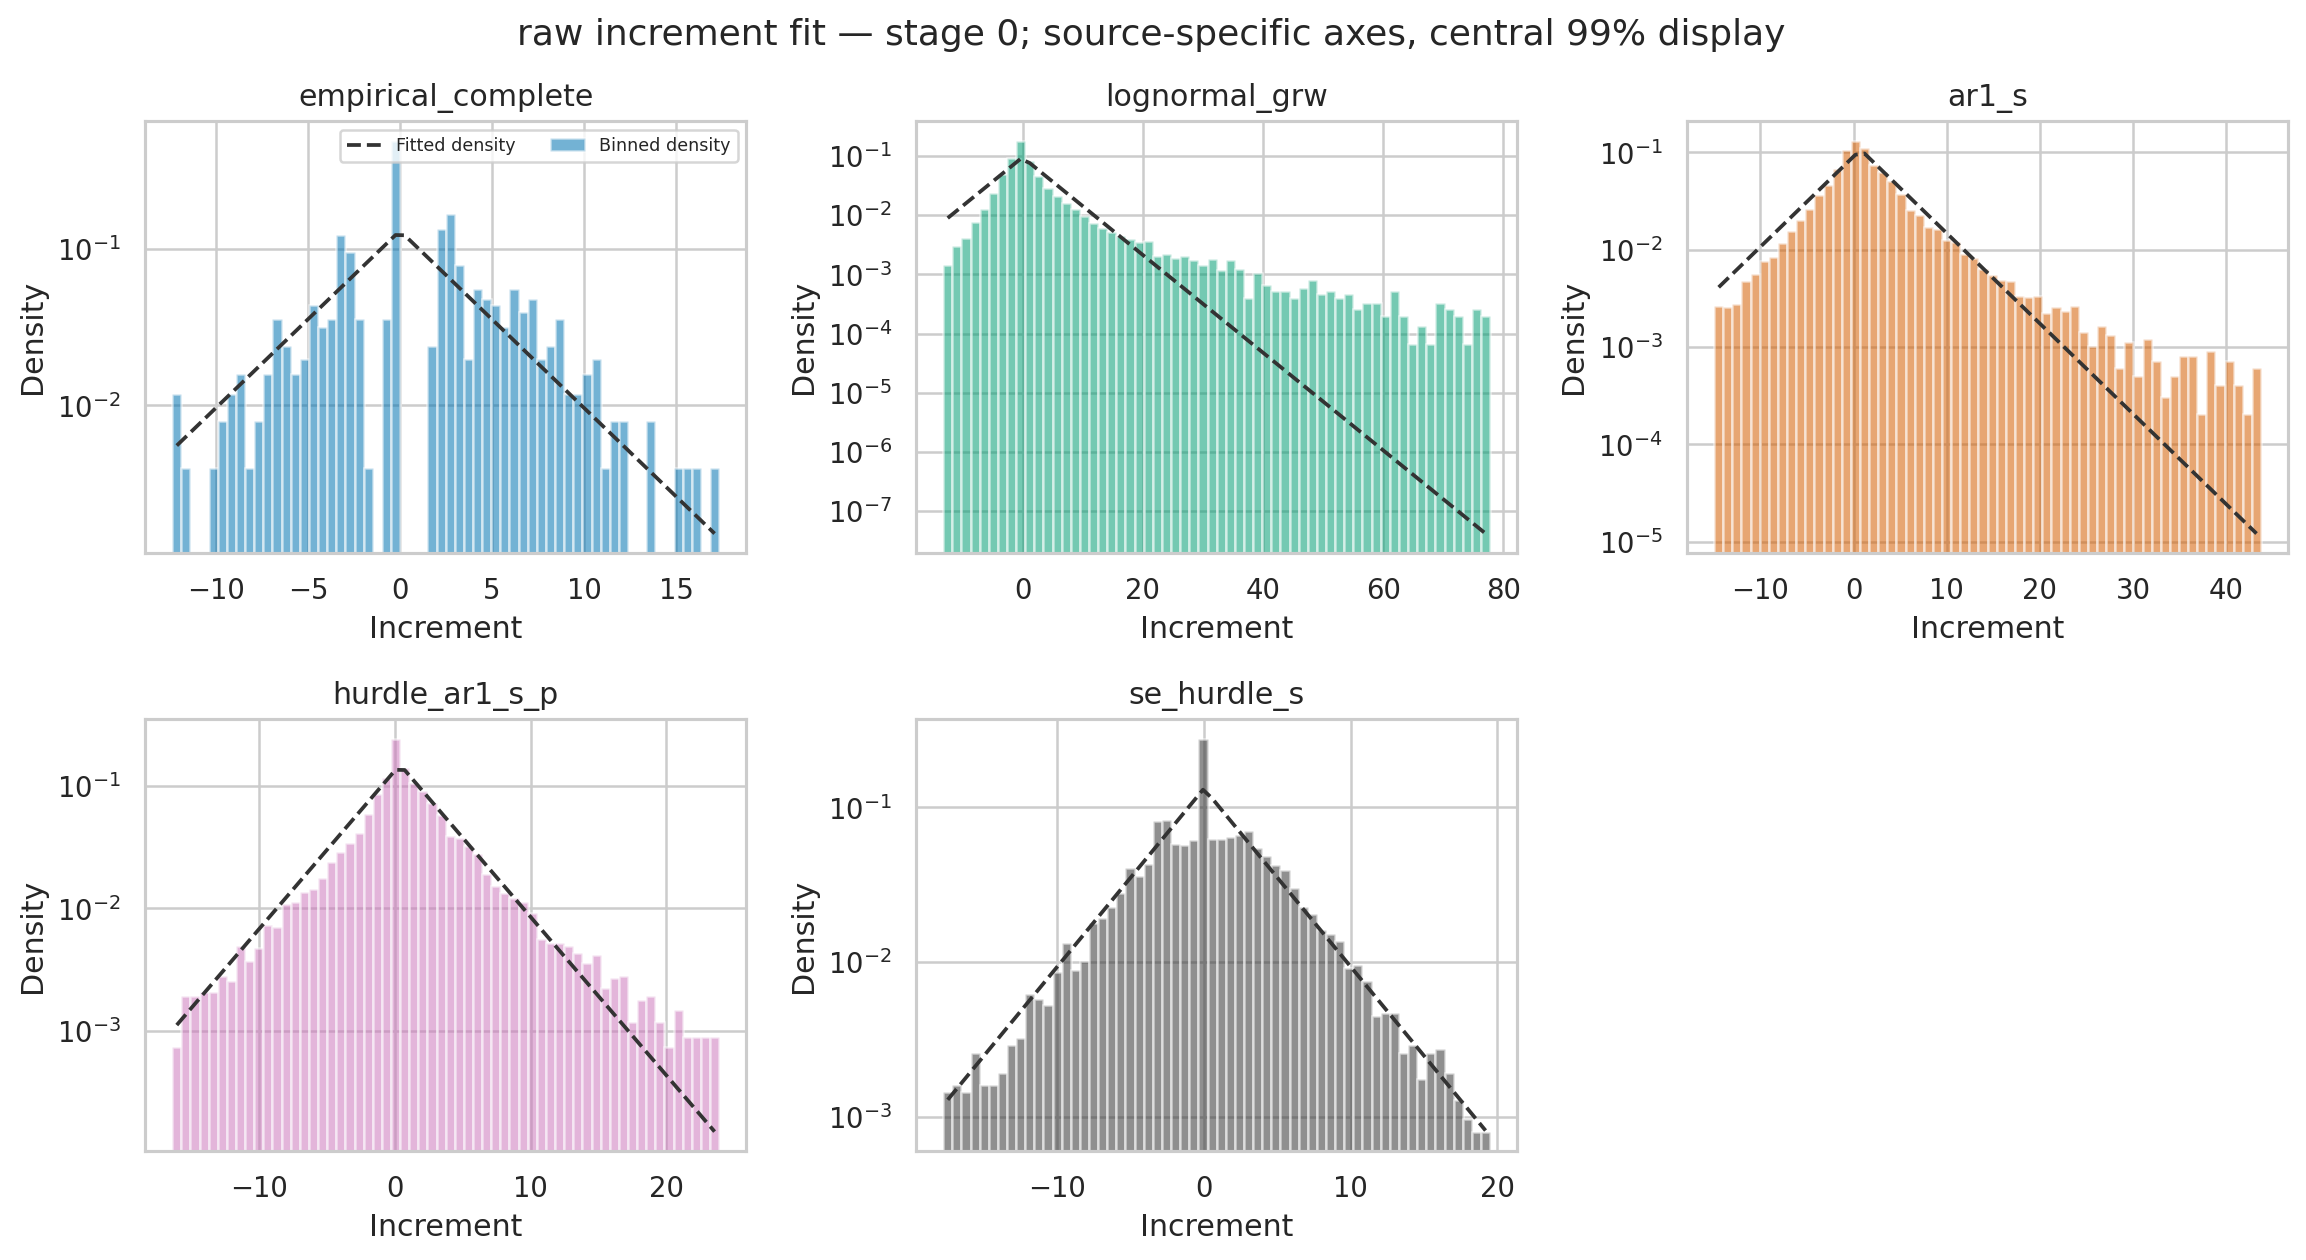 raw increment fit — stage 0; source-specific axes, central 99% display
empirical_complete
Fitted density
Binned density
10⁻¹
10⁻²
Density
−10 −5 0 5 10 15
Increment
lognormal_grw
10⁻¹
10⁻²
10⁻³
10⁻⁴
10⁻⁵
10⁻⁶
10⁻⁷
Density
0 20 40 60 80
Increment
ar1_s
10⁻¹
10⁻²
10⁻³
10⁻⁴
10⁻⁵
Density
−10 0 10 20 30 40
Increment
hurdle_ar1_s_p
10⁻¹
10⁻²
10⁻³
Density
−10 0 10 20
Increment
se_hurdle_s
10⁻¹
10⁻²
10⁻³
Density
−10 0 10 20
Increment